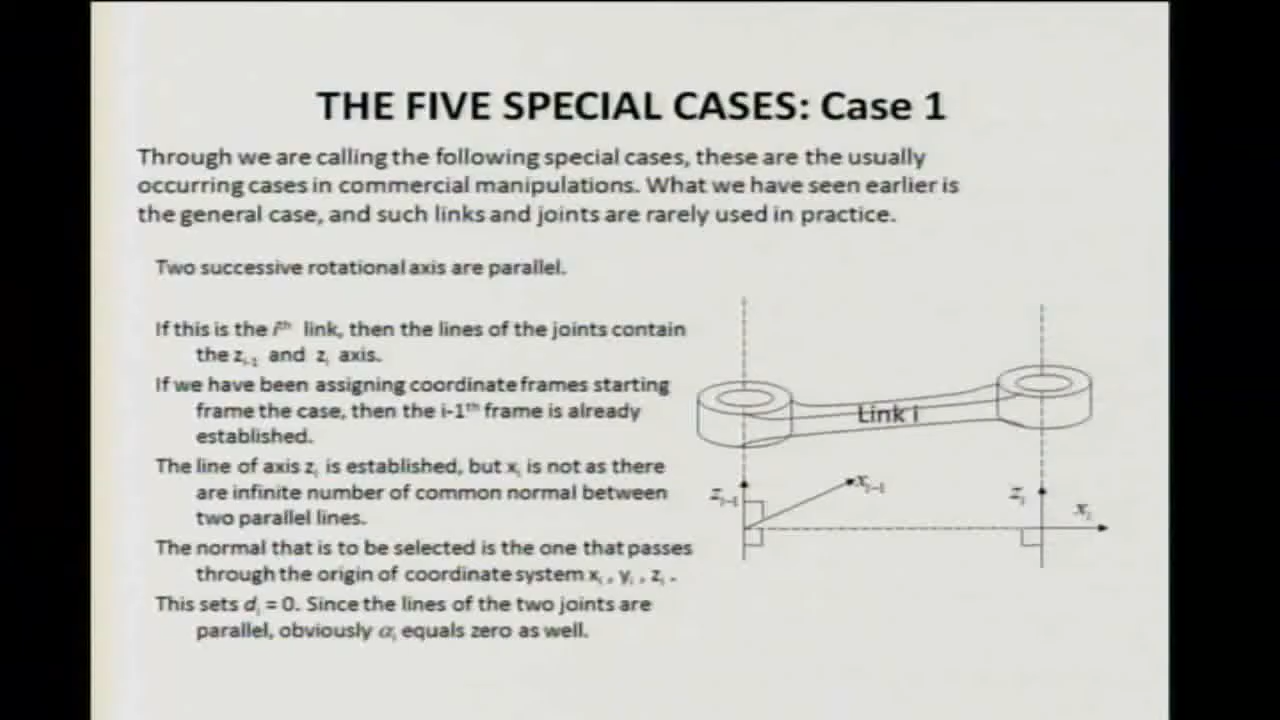 THE FIVE SPECIAL CASES: Case 1
Through we are calling the following special cases, these are the usually
occurring cases in commercial manipulations. What we have seen earlier is
the general case, and such links and joints are rarely used in practice.
Two successive rotational axis are parallel.
If this is the iᵗʰ link, then the lines of the joints contain
the zᵢ₋₁ and zᵢ axis.
If we have been assigning coordinate frames starting
frame the case, then the i-1ᵗʰ frame is already
established.
The line of axis zᵢ is established, but xᵢ is not as there
are infinite number of common normal between
two parallel lines.
The normal that is to be selected is the one that passes
through the origin of coordinate system xᵢ , yᵢ , zᵢ .
This sets dᵢ = 0. Since the lines of the two joints are
parallel, obviously αᵢ equals zero as well.
Link i
zᵢ₋₁
xᵢ₋₁
zᵢ
xᵢ